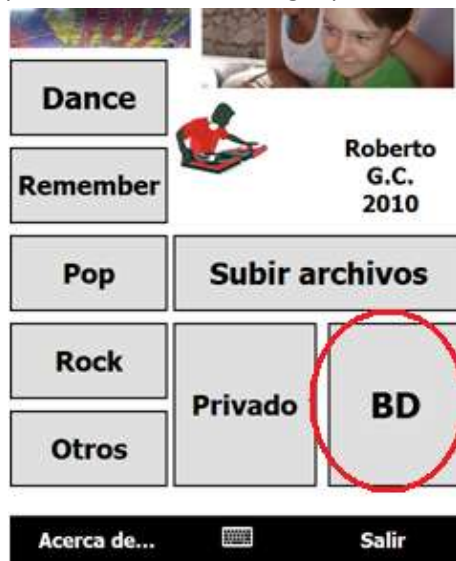 Dance
Remember
Roberto
G.C.
2010
Pop
Subir archivos
Rock
Privado
BD
Otros
Acerca de...
Salir